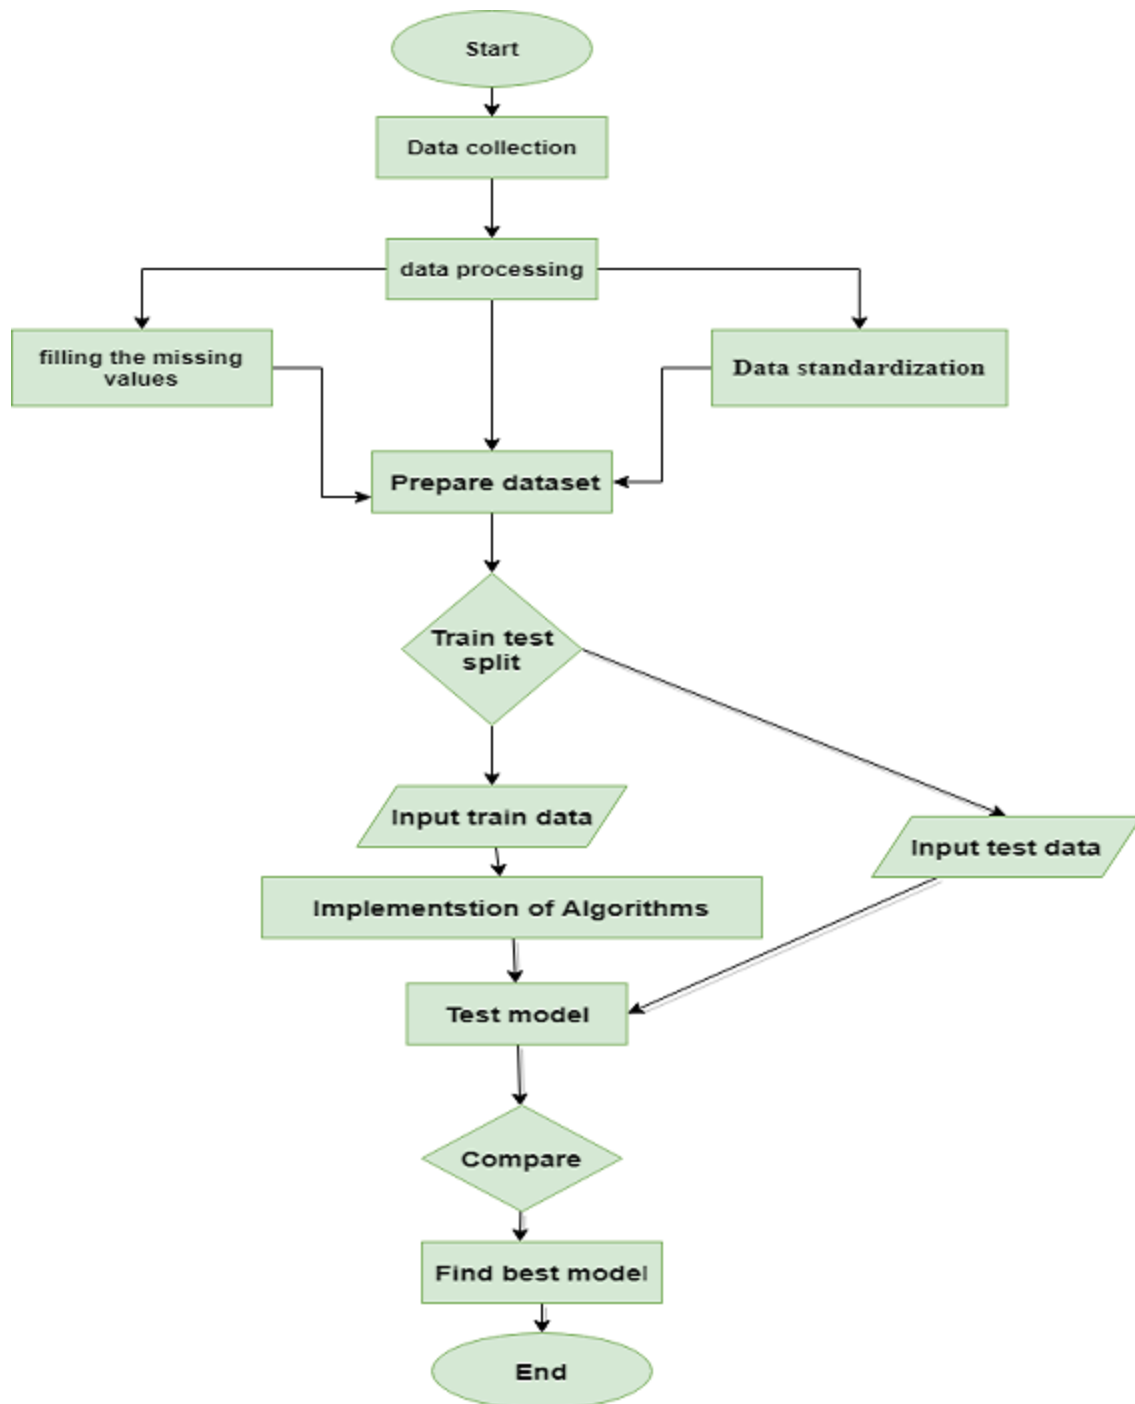 Start
Data collection
data processing
filling the missing
values
Data standardization
Prepare dataset
Train test
split
Input train data
Input test data
Implementstion of Algorithms
Test model
Compare
Find best model
End